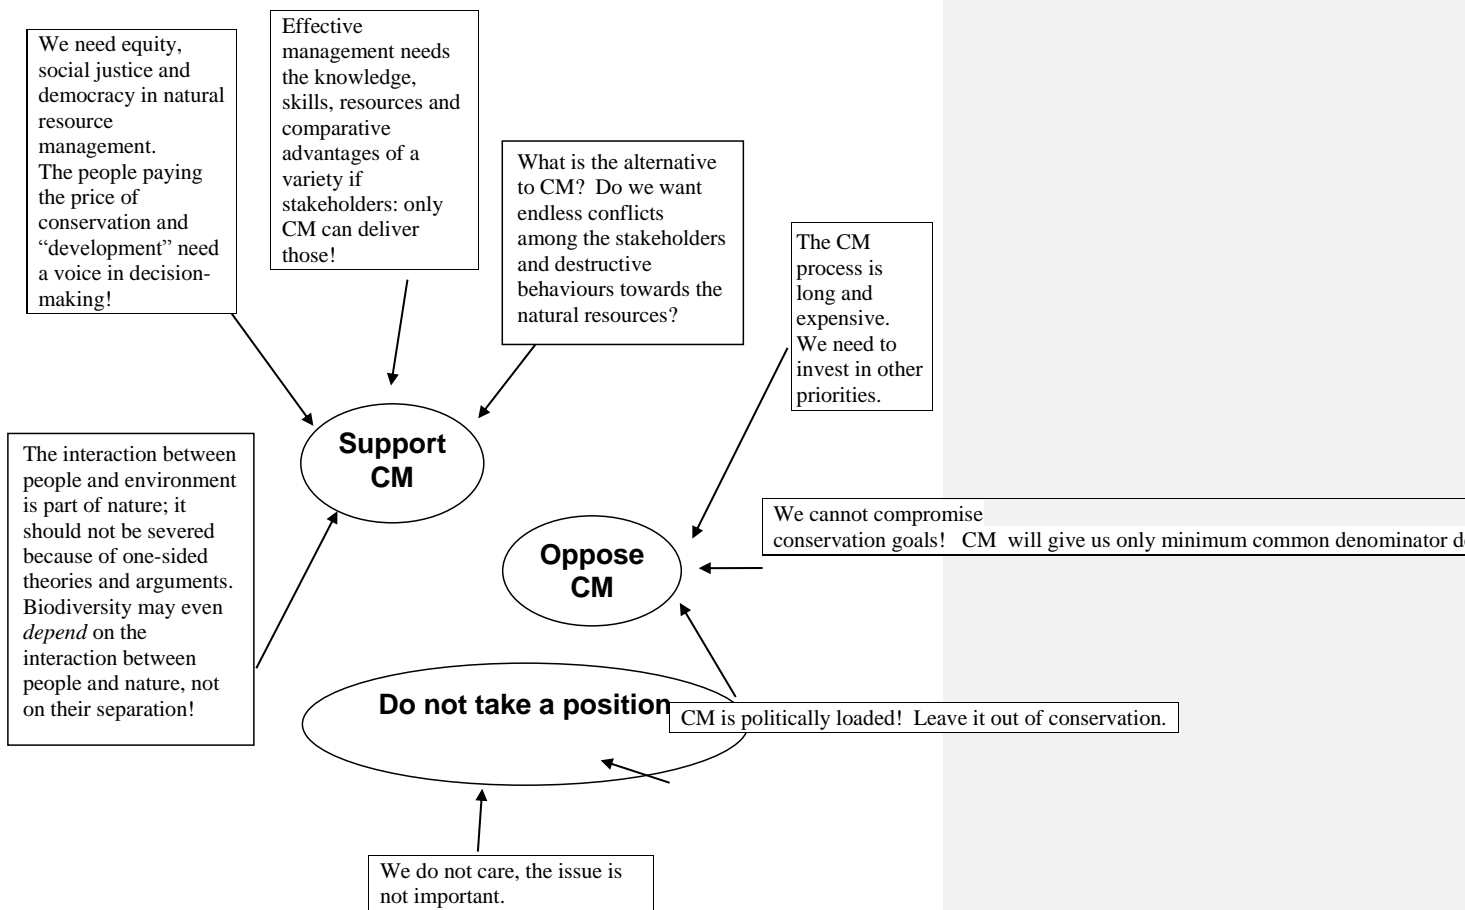 We need equity,
social justice and
democracy in natural
resource
management.
The people paying
the price of
conservation and
“development” need
a voice in decision-
making!
Effective
management needs
the knowledge,
skills, resources and
comparative
advantages of a
variety if
stakeholders: only
CM can deliver
those!
What is the alternative
to CM?  Do we want
endless conflicts
among the stakeholders
and destructive
behaviours towards the
natural resources?
The CM
process is
long and
expensive.
We need to
invest in other
priorities.
Support
CM
The interaction between
people and environment
is part of nature; it
should not be severed
because of one-sided
theories and arguments.
Biodiversity may even
depend on the
interaction between
people and nature, not
on their separation!
We cannot compromise
conservation goals!   CM  will give us only minimum common denominator
Oppose
CM
Do not take a position
CM is politically loaded!  Leave it out of conservation.
We do not care, the issue is
not important.